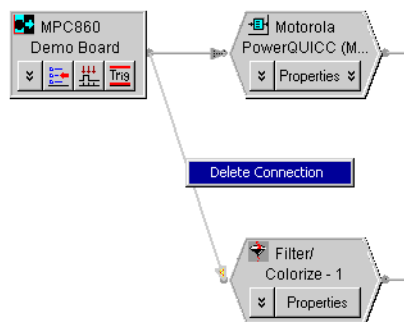 MPC860
Demo Board
Trig
Motorola
PowerQUICC (M...
Properties
Delete Connection
Filter/
Colorize - 1
Properties